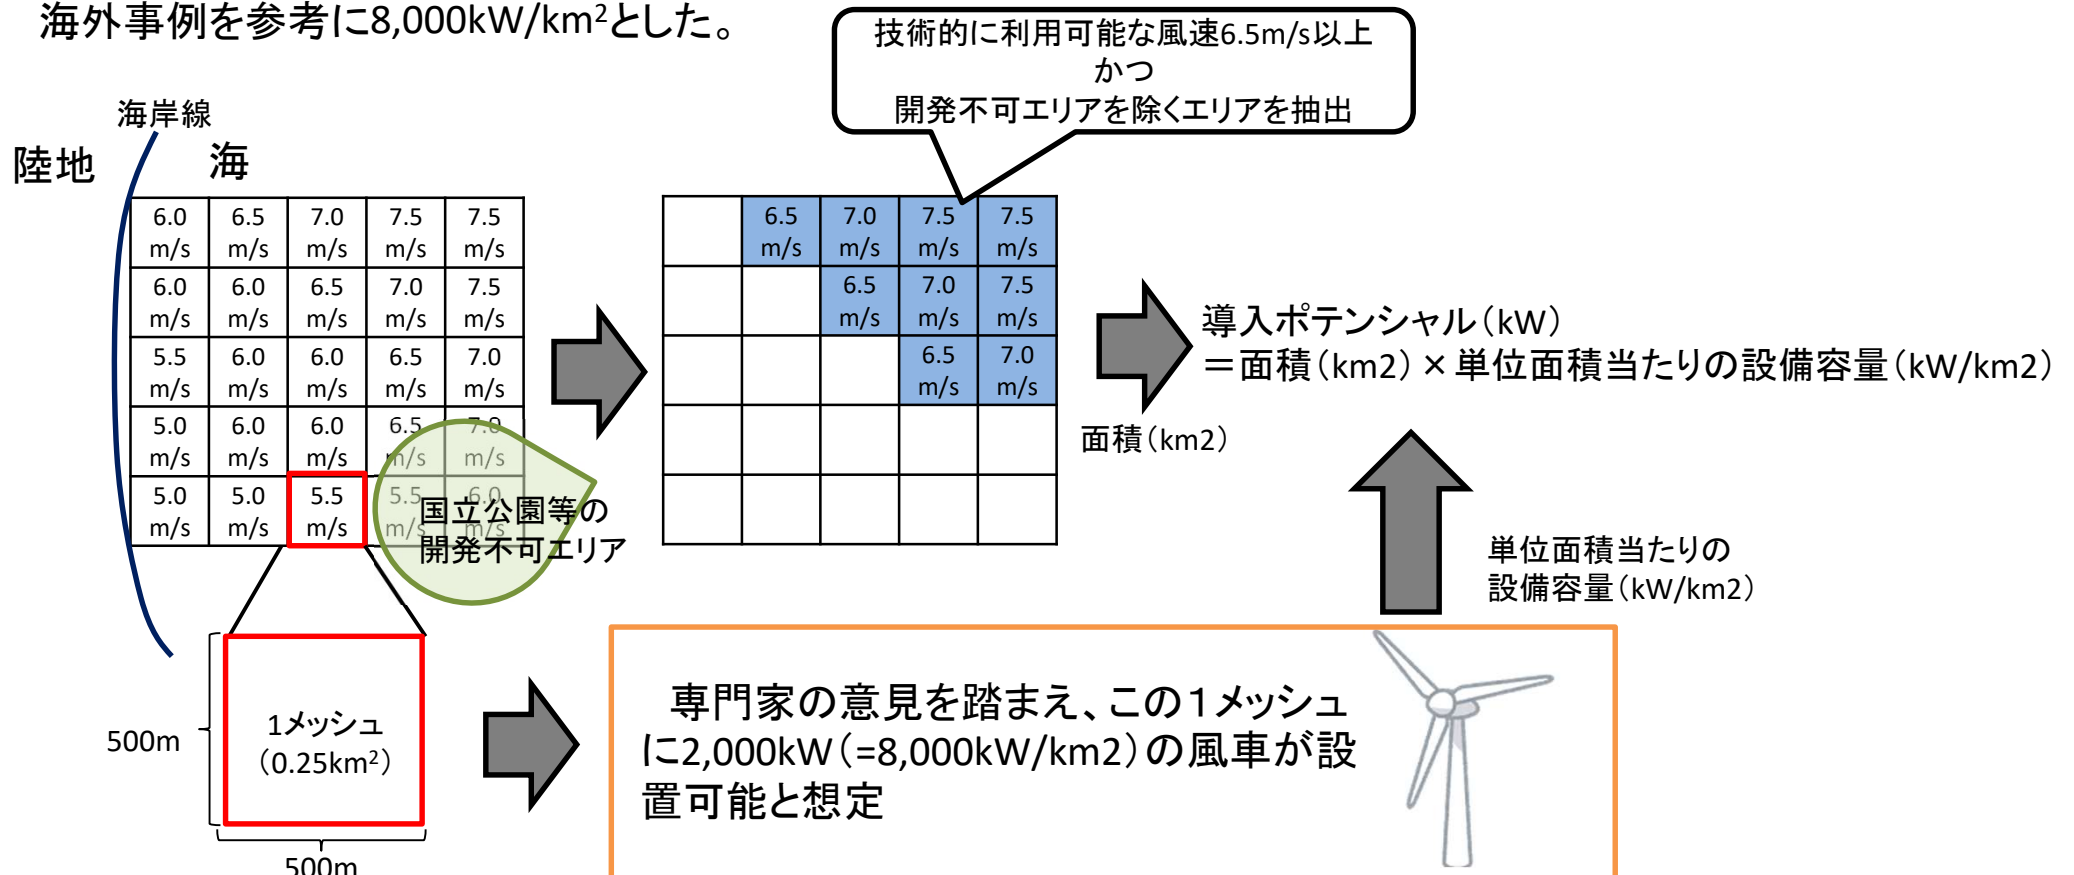 海外事例を参考に8,000kW/km²とした。
技術的に利用可能な風速6.5m/s以上
かつ
開発不可エリアを除くエリアを抽出
海岸線
陸地
海
6.0 m/s 6.5 m/s 7.0 m/s 7.5 m/s 7.5 m/s
6.0 m/s 6.0 m/s 6.5 m/s 7.0 m/s 7.5 m/s
5.5 m/s 6.0 m/s 6.0 m/s 6.5 m/s 7.0 m/s
5.0 m/s 6.0 m/s 6.0 m/s 6.5 m/s 7.0 m/s
5.0 m/s 5.0 m/s 5.5 m/s 5.5 m/s 6.0 m/s
国立公園等の
開発不可エリア
6.5 m/s 7.0 m/s 7.5 m/s 7.5 m/s
6.5 m/s 7.0 m/s 7.5 m/s
6.5 m/s 7.0 m/s
面積(km2)
導入ポテンシャル(kW)
=面積(km2)×単位面積当たりの設備容量(kW/km2)
単位面積当たりの
設備容量(kW/km2)
500m
1メッシュ
(0.25km²)
500m
専門家の意見を踏まえ、この1メッシュ
に2,000kW(=8,000kW/km2)の風車が設
置可能と想定